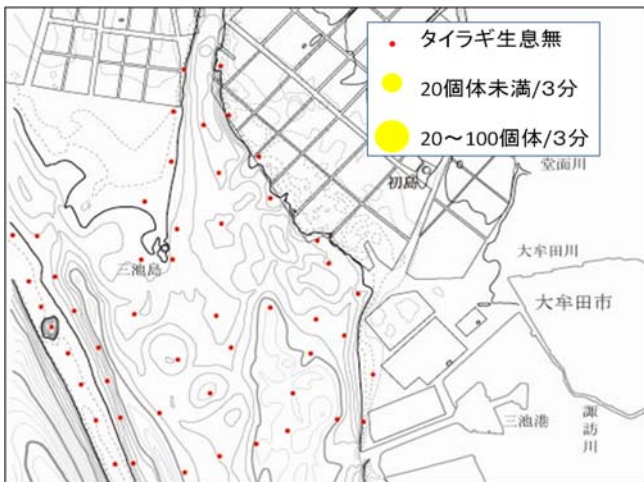 タイラギ生息無
20個体未満/3分
20～100個体/3分
初島
堂面川
大牟田川
三池島
大牟田市
三池港
諏訪川